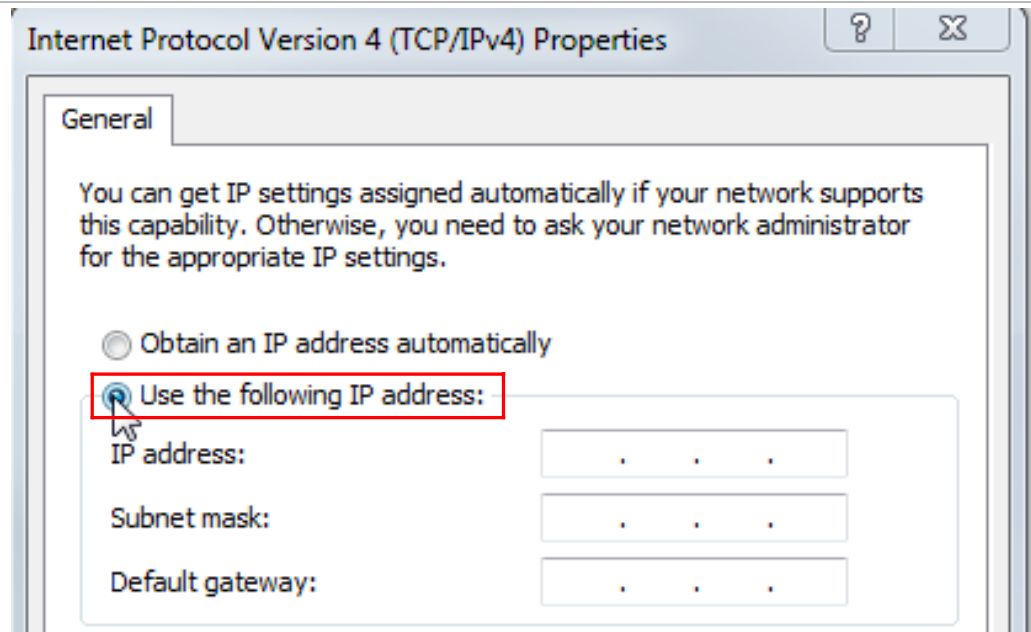 Internet Protocol Version 4 (TCP/IPv4) Properties
General
You can get IP settings assigned automatically if your network supports
this capability. Otherwise, you need to ask your network administrator
for the appropriate IP settings.
Obtain an IP address automatically
Use the following IP address:
IP address:
. . .
Subnet mask:
. . .
Default gateway:
. . .